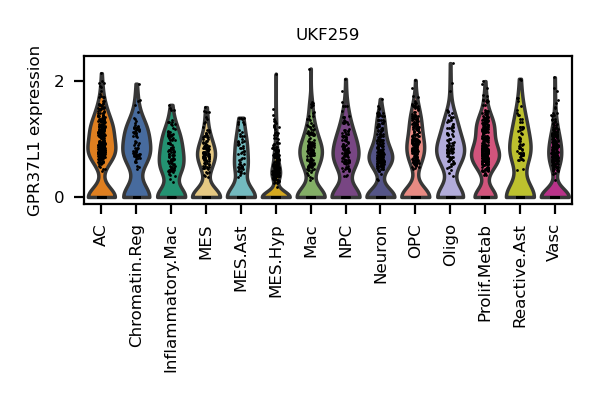 UKF259
GPR37L1 expression
2
0
AC
Chromatin.Reg
Inflammatory.Mac
MES
MES.Ast
MES.Hyp
Mac
NPC
Neuron
OPC
Oligo
Prolif.Metab
Reactive.Ast
Vasc